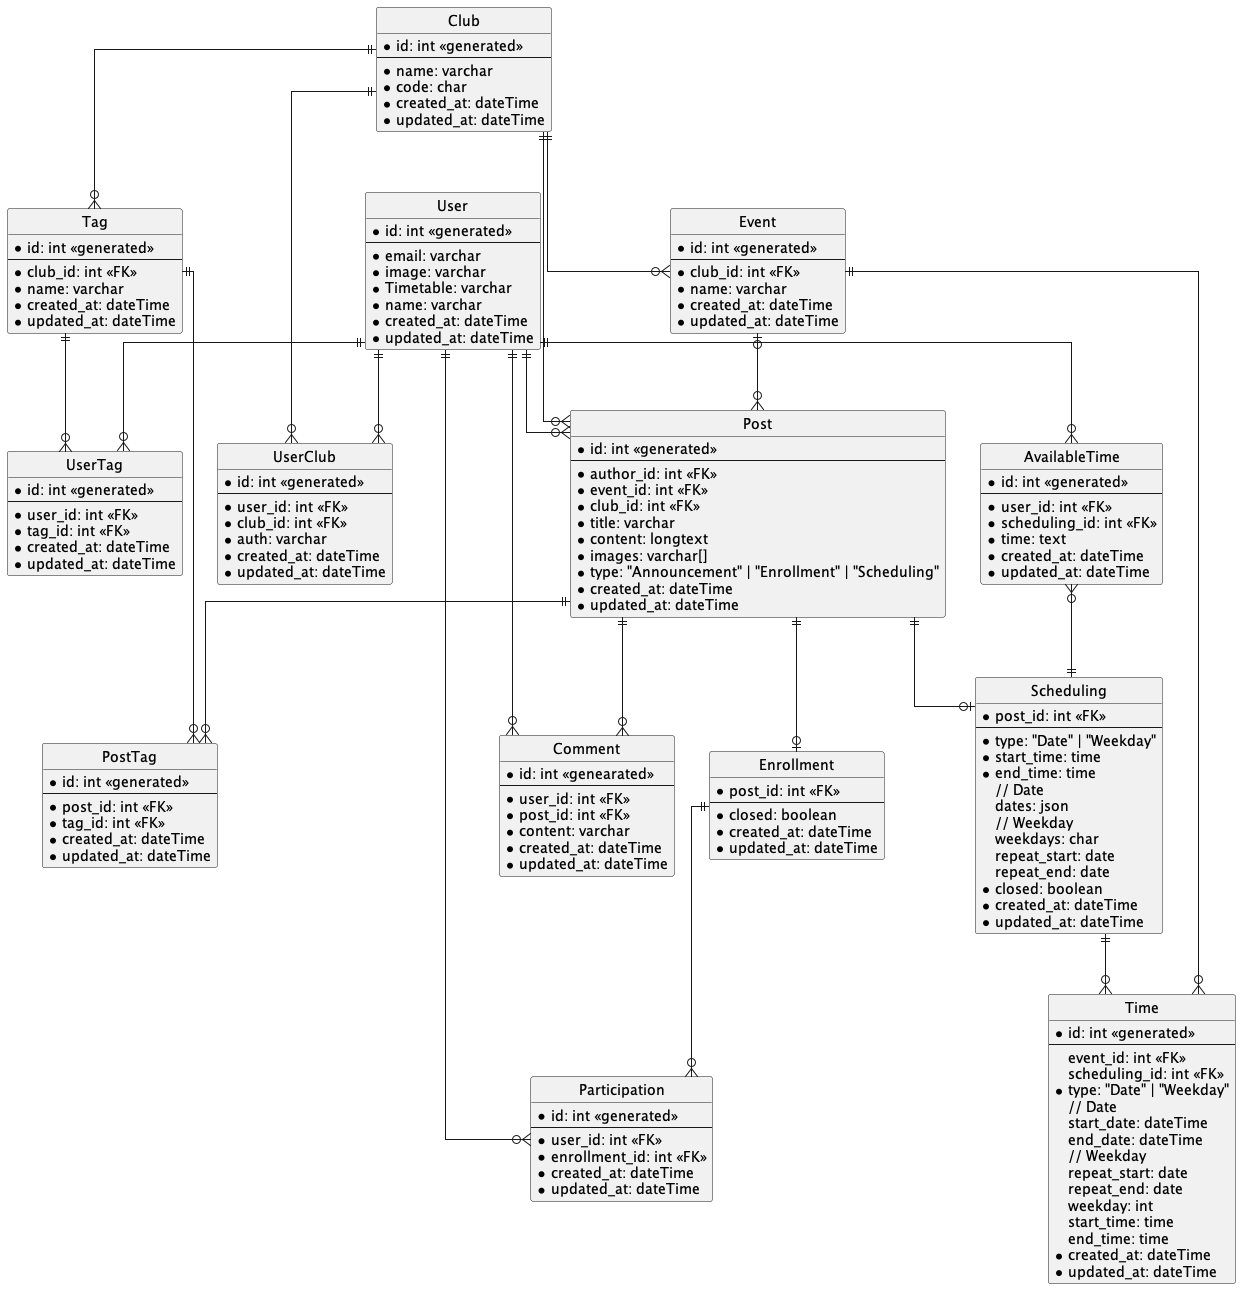 Club
id: int «generated»
name: varchar
code: char
created_at: dateTime
updated_at: dateTime
Tag
id: int «generated»
club_id: int «FK»
name: varchar
created_at: dateTime
updated_at: dateTime
User
id: int «generated»
email: varchar
image: varchar
Timetable: varchar
name: varchar
created_at: dateTime
updated_at: dateTime
Event
id: int «generated»
club_id: int «FK»
name: varchar
created_at: dateTime
updated_at: dateTime
UserTag
id: int «generated»
user_id: int «FK»
tag_id: int «FK»
created_at: dateTime
updated_at: dateTime
UserClub
id: int «generated»
user_id: int «FK»
club_id: int «FK»
auth: varchar
created_at: dateTime
updated_at: dateTime
Post
id: int «generated»
author_id: int «FK»
event_id: int «FK»
club_id: int «FK»
title: varchar
content: longtext
images: varchar[]
type: "Announcement" | "Enrollment" | "Scheduling"
created_at: dateTime
updated_at: dateTime
AvailableTime
id: int «generated»
user_id: int «FK»
scheduling_id: int «FK»
time: text
created_at: dateTime
updated_at: dateTime
PostTag
id: int «generated»
post_id: int «FK»
tag_id: int «FK»
created_at: dateTime
updated_at: dateTime
Comment
id: int «genearated»
user_id: int «FK»
post_id: int «FK»
content: varchar
created_at: dateTime
updated_at: dateTime
Enrollment
post_id: int «FK»
closed: boolean
created_at: dateTime
updated_at: dateTime
Scheduling
post_id: int «FK»
type: "Date" | "Weekday"
start_time: time
end_time: time
// Date
dates: json
// Weekday
weekdays: char
repeat_start: date
repeat_end: date
closed: boolean
created_at: dateTime
updated_at: dateTime
Participation
id: int «generated»
user_id: int «FK»
enrollment_id: int «FK»
created_at: dateTime
updated_at: dateTime
Time
id: int «generated»
event_id: int «FK»
scheduling_id: int «FK»
type: "Date" | "Weekday"
// Date
start_date: dateTime
end_date: dateTime
// Weekday
repeat_start: date
repeat_end: date
weekday: int
start_time: time
end_time: time
created_at: dateTime
updated_at: dateTime